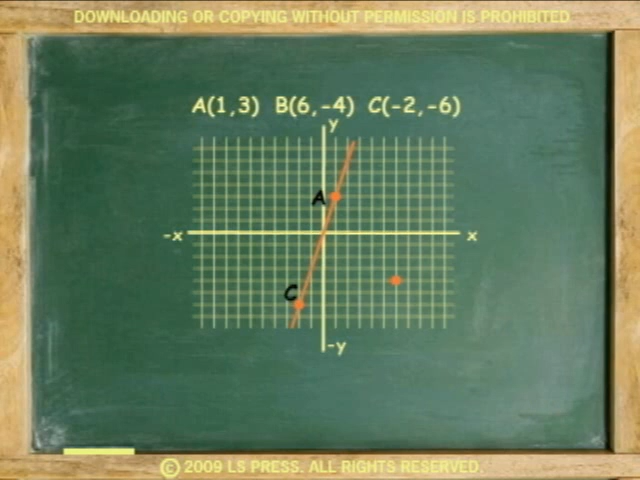 DOWNLOADING OR COPYING WITHOUT PERMISSION IS PROHIBITED.
A(1,3) B(6,-4) C(-2,-6)
y
A
-x x
C
-y
© 2009 LS PRESS. ALL RIGHTS RESERVED.